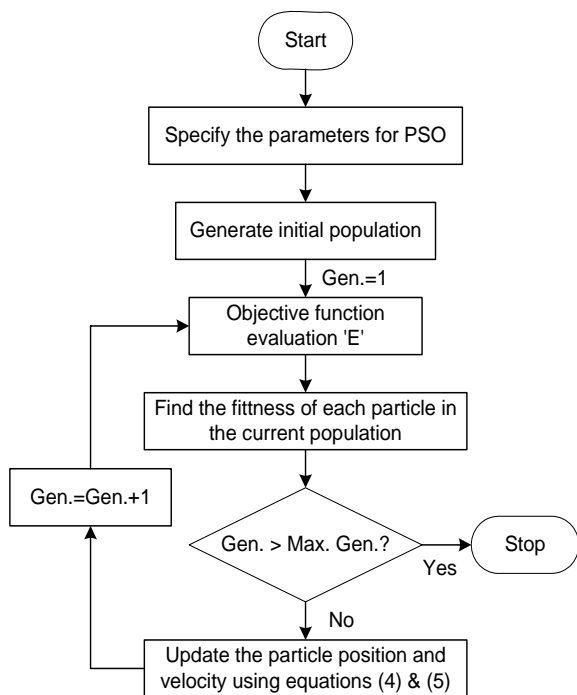 Start
Specify the parameters for PSO
Generate initial population
Gen.=1
Objective function
evaluation 'E'
Find the fittness of each particle in
the current population
Gen.=Gen.+1
Gen. > Max. Gen.?
Yes
Stop
No
Update the particle position and
velocity using equations (4) & (5)